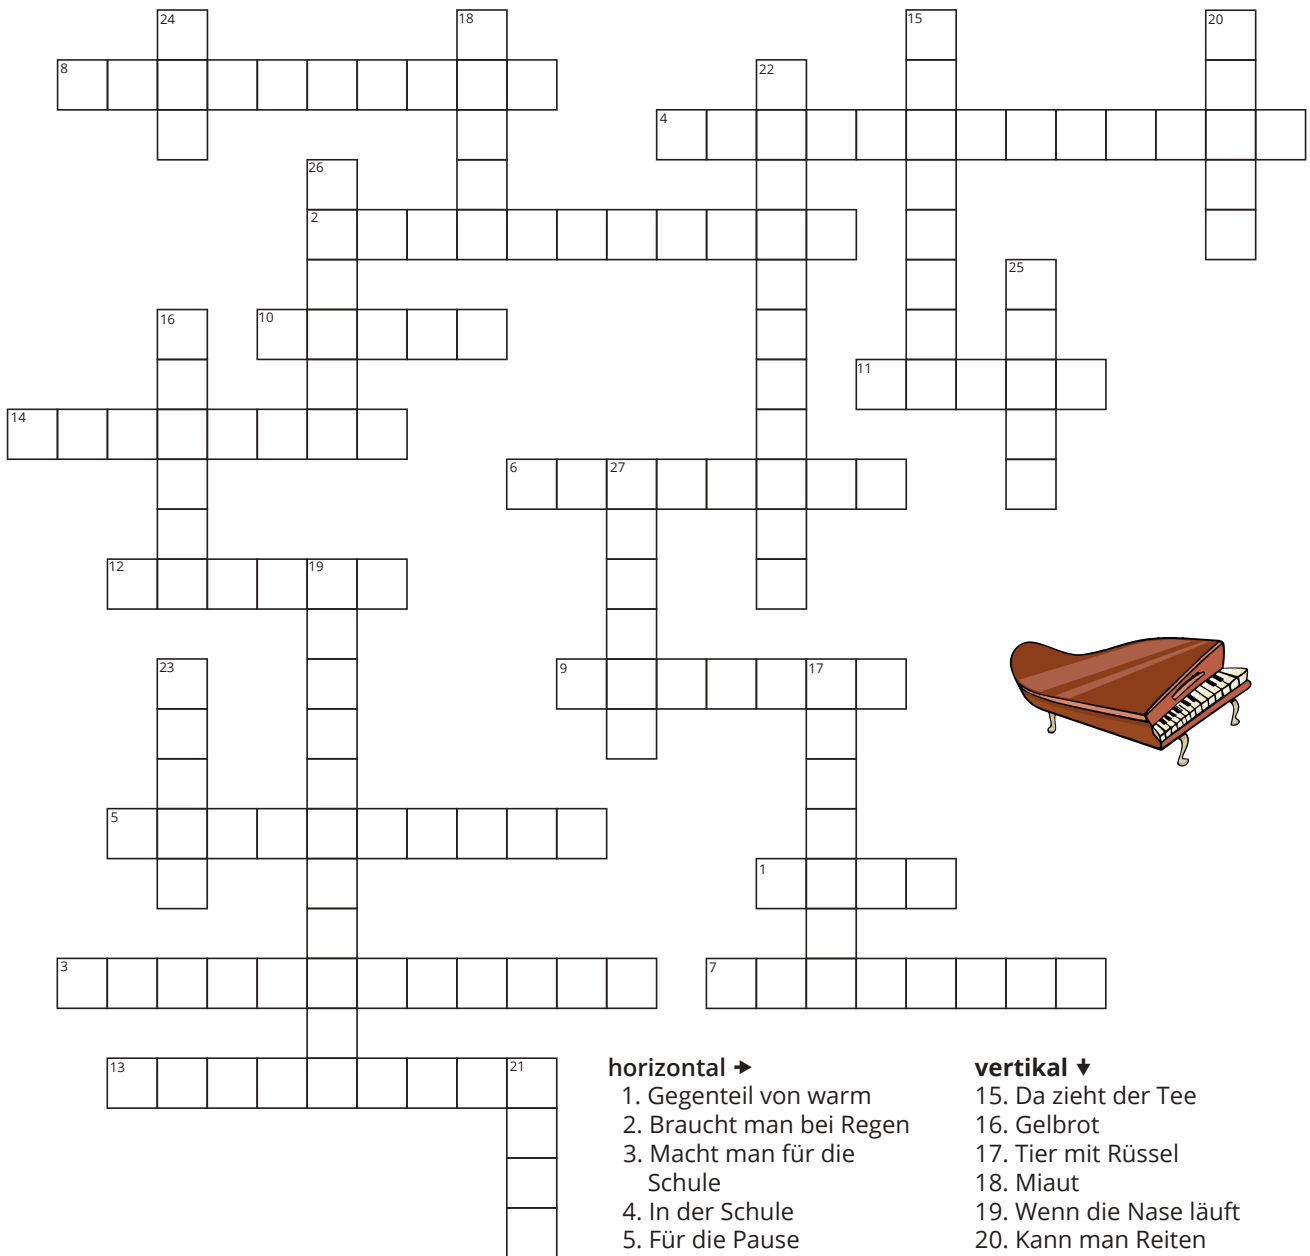 24
18
15
20
8
22
4
26
2
25
16
10
11
14
6
27
12
19
23
9
17
5
1
3
7
13
21
horizontal →
1. Gegenteil von warm
2. Braucht man bei Regen
3. Macht man für die
Schule
4. In der Schule
5. Für die Pause
vertikal ↓
15. Da zieht der Tee
16. Gelbrot
17. Tier mit Rüssel
18. Miaut
19. Wenn die Nase läuft
20. Kann man Reiten